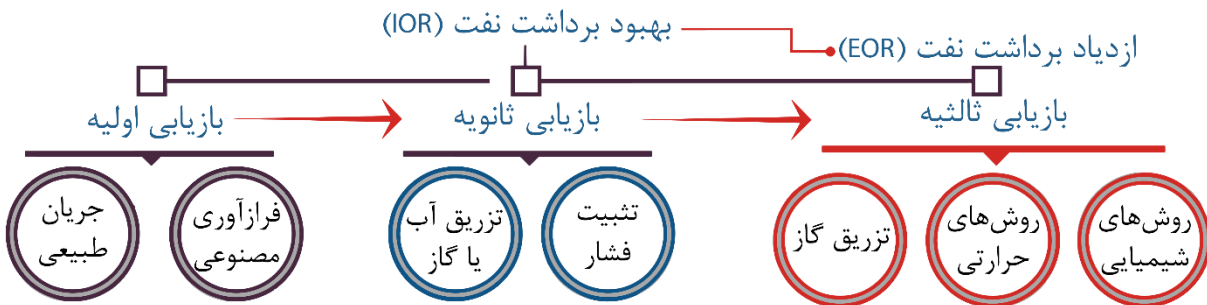 بهبود برداشت نفت (IOR)
ازدیاد برداشت نفت (EOR)
بازیابی اولیه
بازیابی ثانویه
بازیابی ثالثیه
جریان
طبیعی
فرازآوری
مصنوعی
تزریق آب
یا گاز
تثبیت
فشار
تزریق گاز
روش‌های
حرارتی
روش‌های
شیمیایی